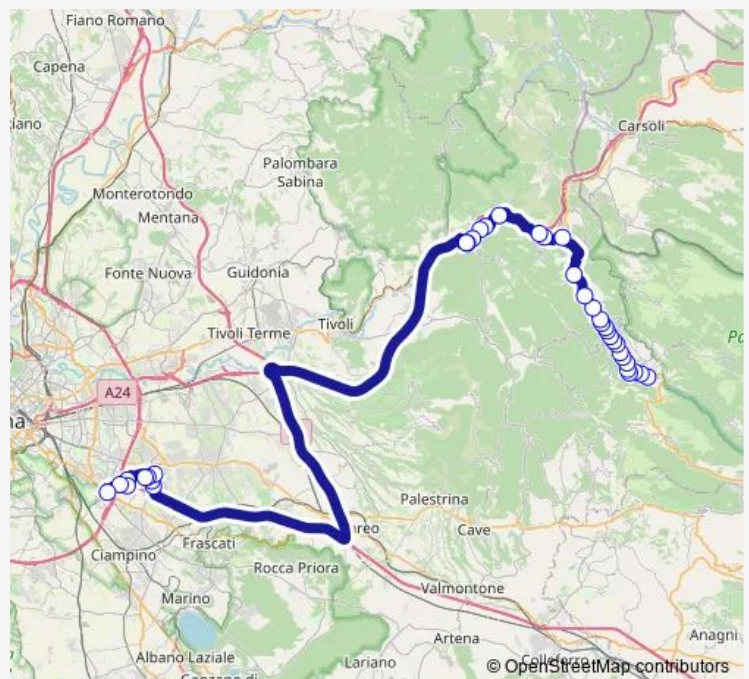 Fiano Romano
Capena
Carsoli
Palombara
Sabina
Monterotondo
Mentana
Fonte Nuova
Guidonia
Tivoli Terme
Tivoli
A24
Palestrina
Cave
Ciampino
Frascati
Rocca Priora
Valmontone
Marino
Artena
Anagni
Albano Laziale
Lariano
© OpenStreetMap contributors